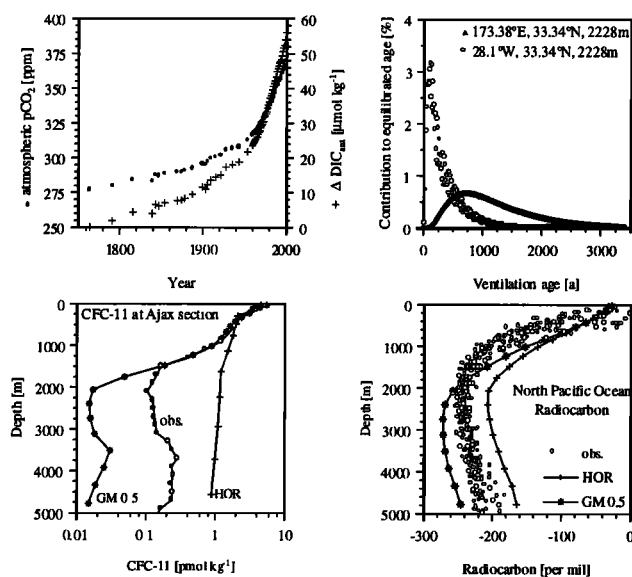 • atmospheric pCO2 [ppm]
400
375
350
325
300
275
250
60
50
40
30
20
10
0
+ Δ DICant [μmol kg-1]
1800
1900
2000
Year
Contribution to equilibrated age [%]
4
3
2
1
0
▲ 173.38°E, 33.34°N, 2228m
○ 28.1°W, 33.34°N, 2228m
0
1000
2000
3000
Ventilation age [a]
Depth [m]
0
1000
2000
3000
4000
5000
CFC-11 at Ajax section
obs.
GM 0.5
HOR
0.01
0.1
1
10
CFC-11 [pmol kg-1]
Depth [m]
0
1000
2000
3000
4000
5000
North Pacific Ocean
Radiocarbon
obs.
HOR
GM 0.5
-300
-200
-100
0
Radiocarbon [per mil]